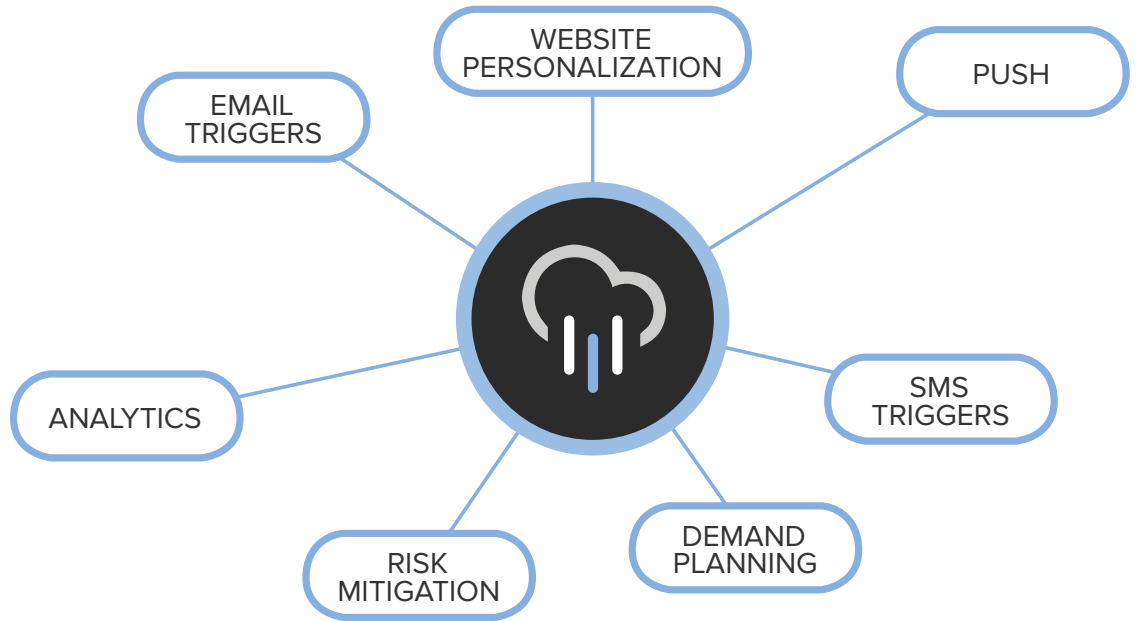 WEBSITE
PERSONALIZATION
PUSH
EMAIL
TRIGGERS
SMS
TRIGGERS
ANALYTICS
DEMAND
PLANNING
RISK
MITIGATION